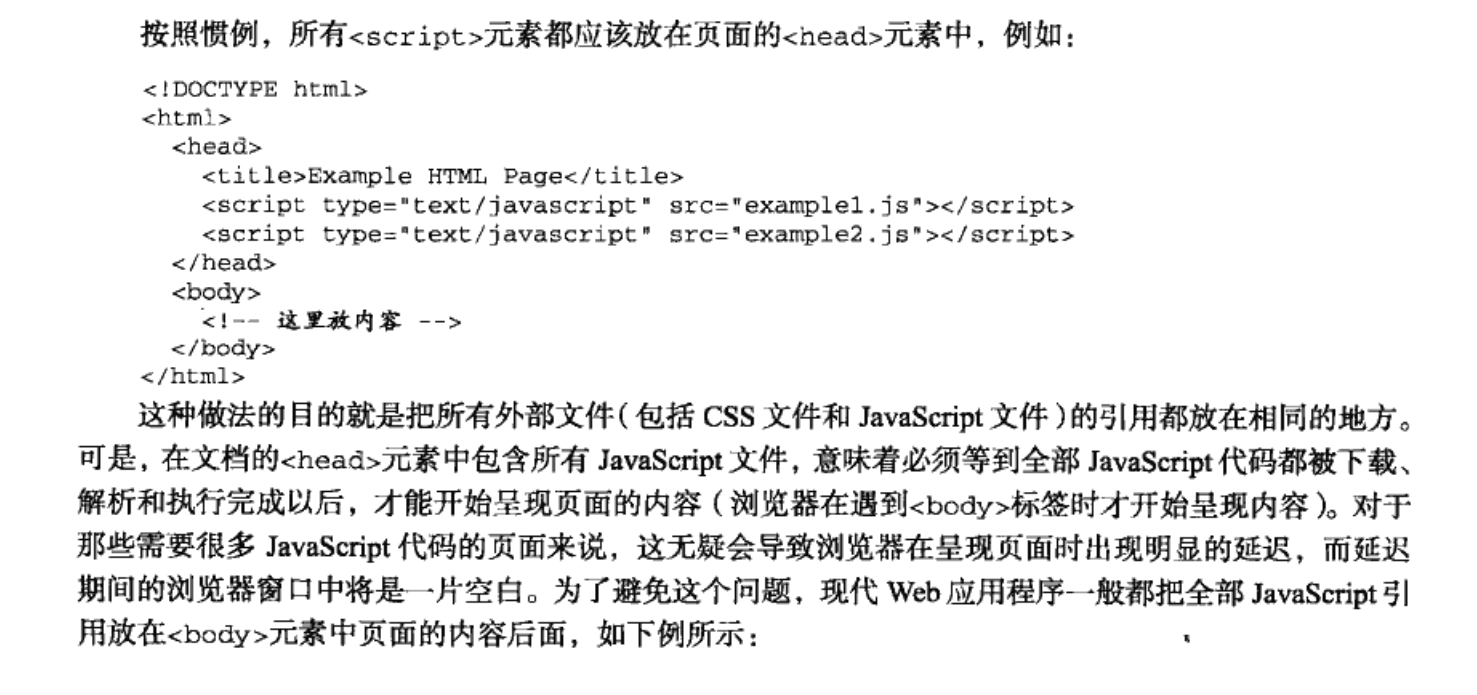 按照惯例，所有<script>元素都应该放在页面的<head>元素中，例如：
<!DOCTYPE html>
<html>
<head>
<title>Example HTML Page</title>
<script type="text/javascript" src="example1.js"></script>
<script type="text/javascript" src="example2.js"></script>
</head>
<body>
<!-- 这里放内容 -->
</body>
</html>
这种做法的目的就是把所有外部文件（包括 CSS 文件和 JavaScript 文件）的引用都放在相同的地方。
可是，在文档的<head>元素中包含所有 JavaScript 文件，意味着必须等到全部 JavaScript 代码都被下载、
解析和执行完成以后，才能开始呈现页面的内容（浏览器在遇到<body>标签时才开始呈现内容）。对于
那些需要很多 JavaScript 代码的页面来说，这无疑会导致浏览器在呈现页面时出现明显的延迟，而延迟
期间的浏览器窗口中将是一片空白。为了避免这个问题，现代 Web 应用程序一般都把全部 JavaScript 引
用放在<body>元素中页面的内容后面，如下例所示：